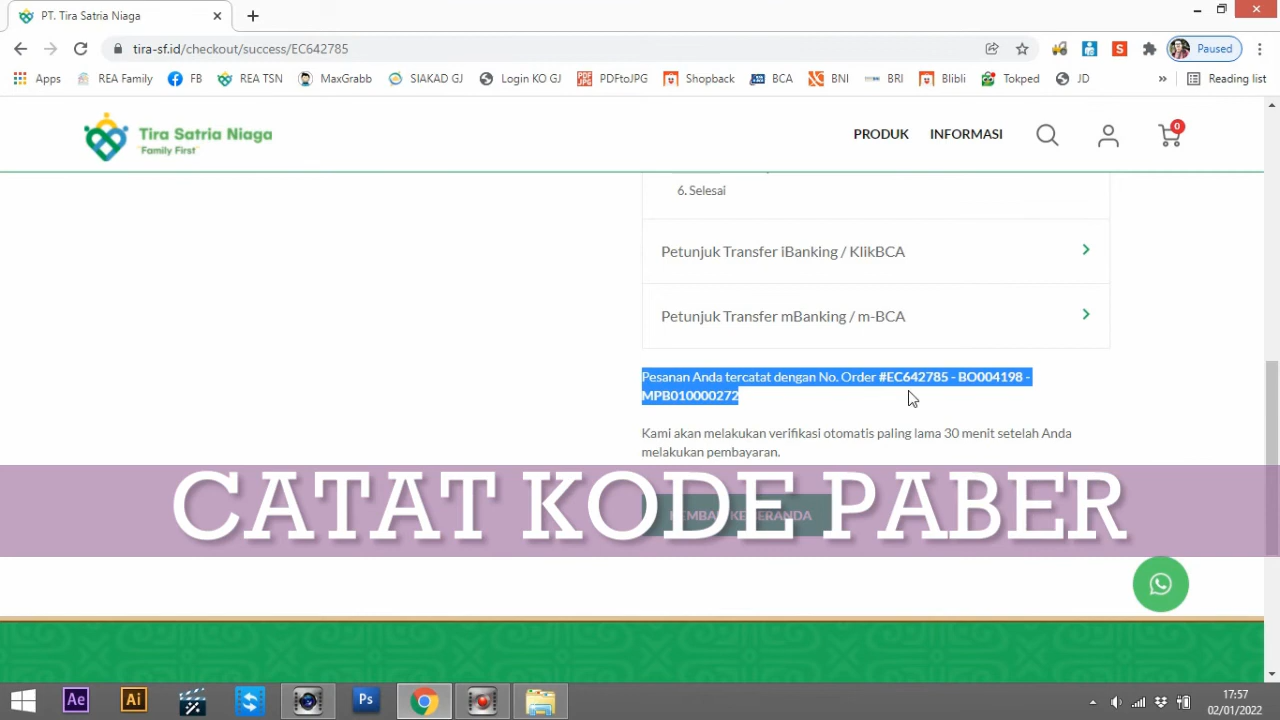 PT. Tira Satria Niaga
tira-sf.id/checkout/success/EC642785
Paused
Apps
REA Family
FB
REA TSN
MaxGrabb
SIAKAD GJ
Login KO GJ
PDFtoJPG
Shopback
BCA
BNI
BRI
Blibli
Tokped
JD
»
Reading list
Tira Satria Niaga
"Family First"
PRODUK
INFORMASI
0
6. Selesai
Petunjuk Transfer iBanking / KlikBCA
Petunjuk Transfer mBanking / m-BCA
Pesanan Anda tercatat dengan No. Order #EC642785 - BO004198 -
MPB010000272
Kami akan melakukan verifikasi otomatis paling lama 30 menit setelah Anda
melakukan pembayaran.
CATAT KODE PABER
Ae
Ai
Ps
17:57
02/01/2022